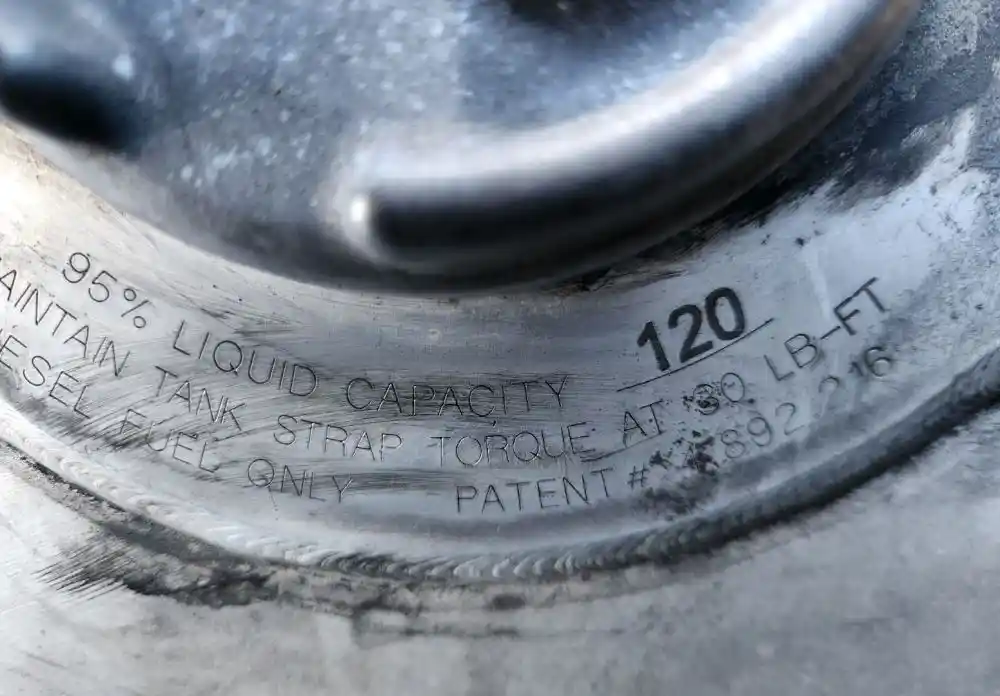 95% LIQUID CAPACITY 120
AINTAIN TANK STRAP TORQUE AT 30 LB-FT
ESEL FUEL ONLY PATENT #